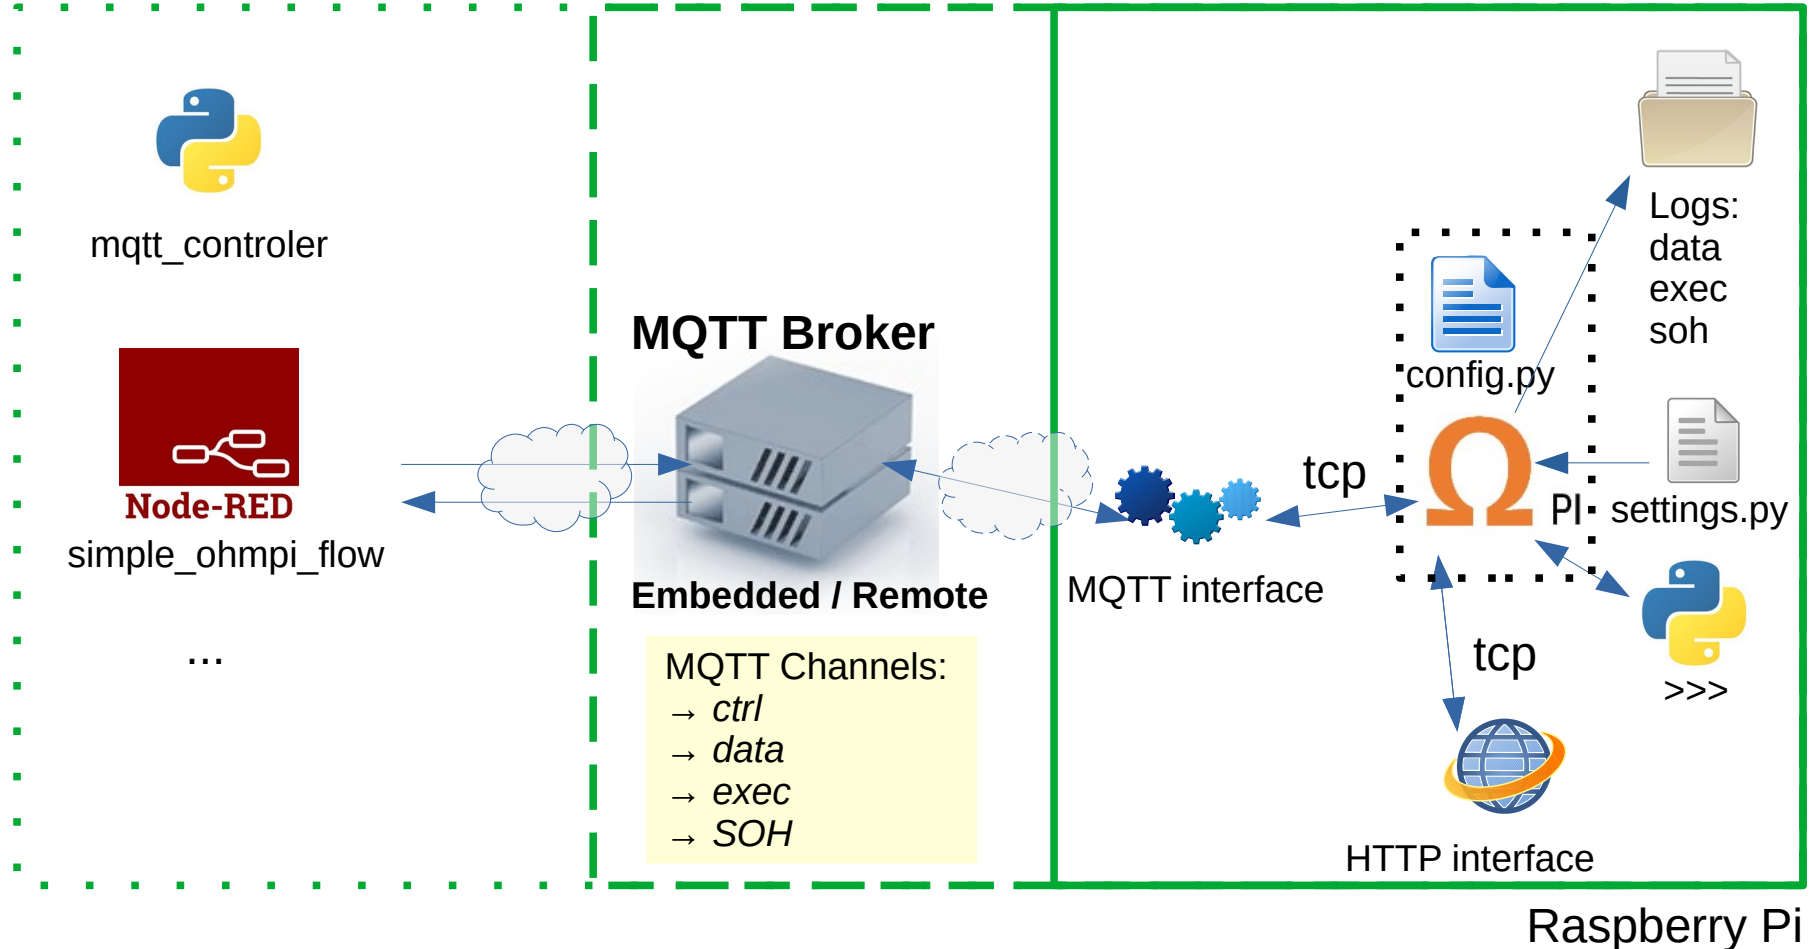 mqtt_controler
Node-RED
simple_ohmpi_flow
...
MQTT Broker
Embedded / Remote
MQTT Channels:
→ ctrl
→ data
→ exec
→ SOH
MQTT interface
tcp
config.py
Ω PI
Logs:
data
exec
soh
settings.py
>>>
tcp
HTTP interface
Raspberry Pi